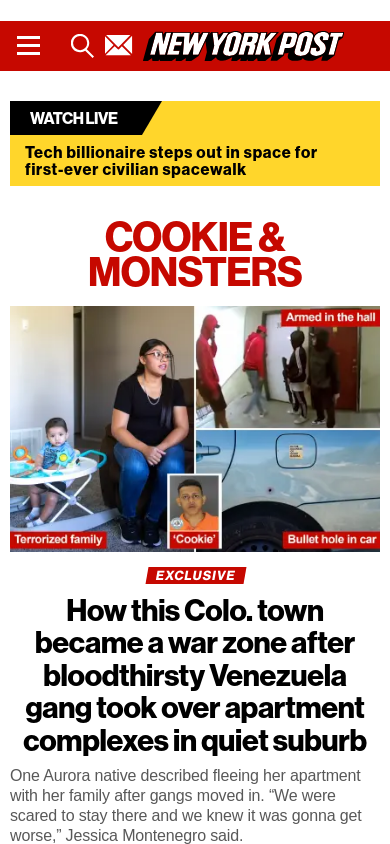 NEW YORK POST
WATCH LIVE
Tech billionaire steps out in space for
first-ever civilian spacewalk
COOKIE &
MONSTERS
Armed in the hall
Terrorized family
‘Cookie’
Bullet hole in car
EXCLUSIVE
How this Colo. town
became a war zone after
bloodthirsty Venezuela
gang took over apartment
complexes in quiet suburb
One Aurora native described fleeing her apartment
with her family after gangs moved in. “We were
scared to stay there and we knew it was gonna get
worse,” Jessica Montenegro said.